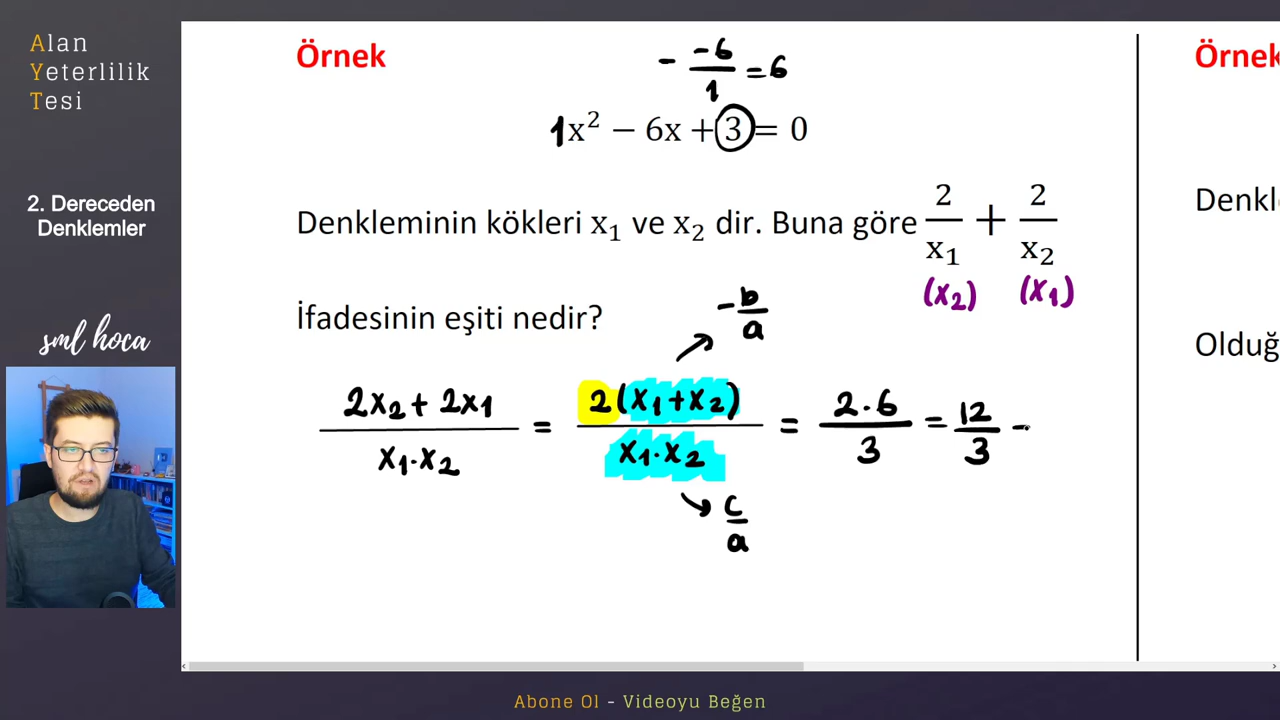 Alan
Yeterlilik
Tesi
2. Dereceden
Denklemler
sml hoca
Örnek
- -6/1 = 6
1x² − 6x + 3 = 0
Denkleminin kökleri x₁ ve x₂ dir. Buna göre 2/x₁ + 2/x₂
(x₂) (x₁)
İfadesinin eşiti nedir?
-b/a
2x₂ + 2x₁ / x₁·x₂ = 2(x₁+x₂) / x₁·x₂ = 2·6 / 3 = 12/3 -
c/a
Örnek
Denkl
Olduğ
Abone Ol - Videoyu Beğen